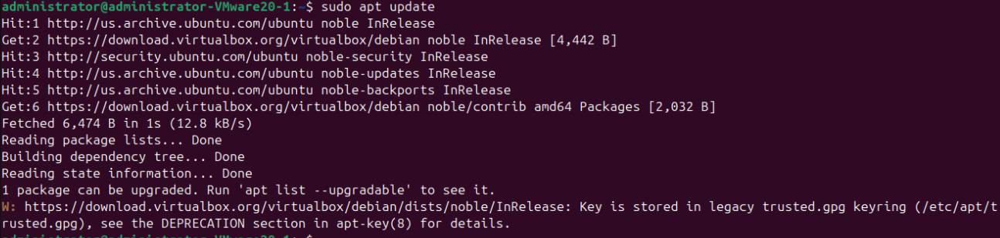 administrator@administrator-VMware20-1:~$ sudo apt update
Hit:1 http://us.archive.ubuntu.com/ubuntu noble InRelease
Get:2 https://download.virtualbox.org/virtualbox/debian noble InRelease [4,442 B]
Hit:3 http://security.ubuntu.com/ubuntu noble-security InRelease
Hit:4 http://us.archive.ubuntu.com/ubuntu noble-updates InRelease
Hit:5 http://us.archive.ubuntu.com/ubuntu noble-backports InRelease
Get:6 https://download.virtualbox.org/virtualbox/debian noble/contrib amd64 Packages [2,032 B]
Fetched 6,474 B in 1s (12.8 kB/s)
Reading package lists... Done
Building dependency tree... Done
Reading state information... Done
1 package can be upgraded. Run 'apt list --upgradable' to see it.
W: https://download.virtualbox.org/virtualbox/debian/dists/noble/InRelease: Key is stored in legacy trusted.gpg keyring (/etc/apt/t
rusted.gpg), see the DEPRECATION section in apt-key(8) for details.
administrator@administrator-VMware20-1:~$